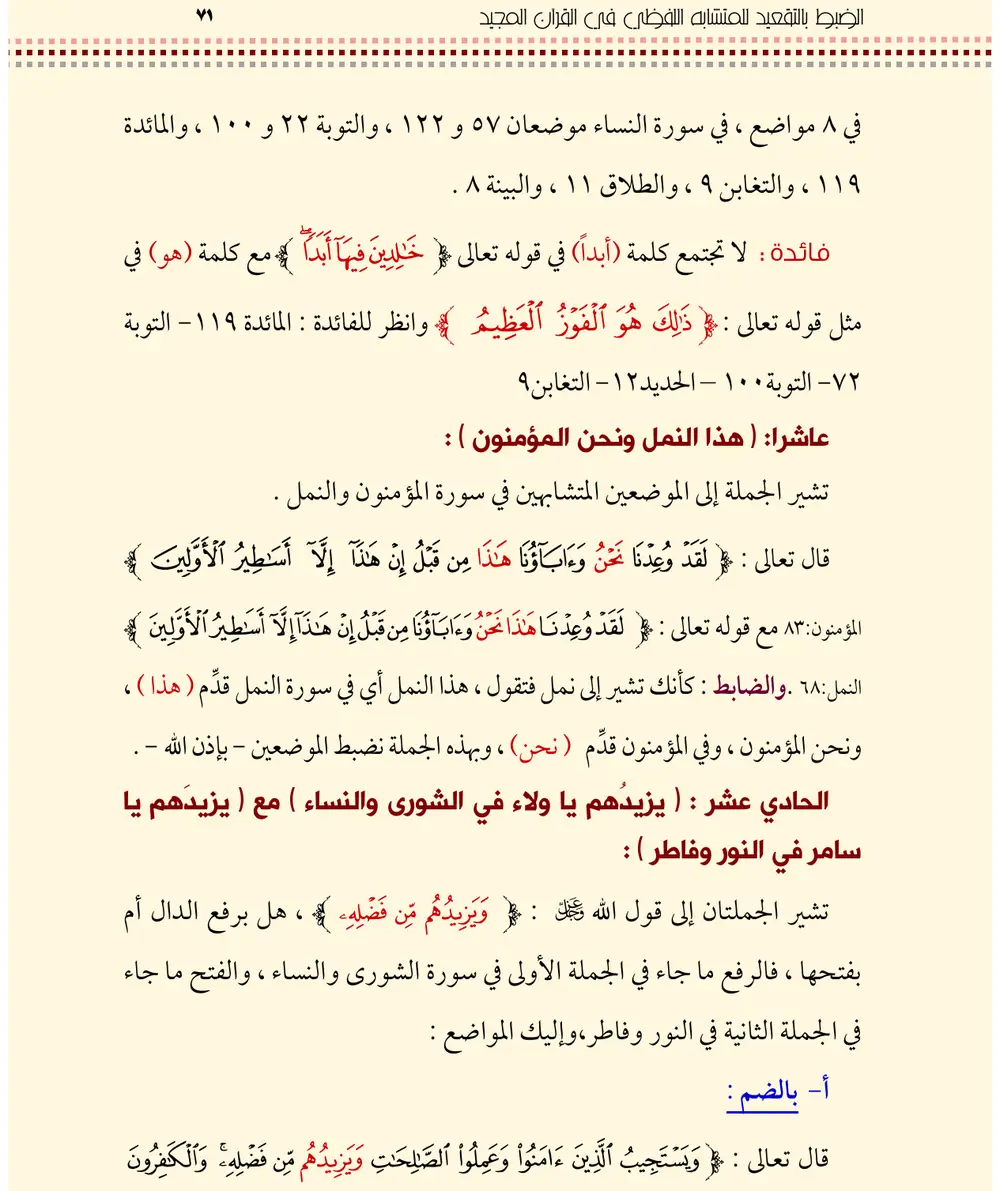 الضبط بالتقعيد للمتشابه اللفظي في القرآن المجيد ٧١
في ٨ مواضع ، في سورة النساء موضعان ٥٧ و ١٢٢ ، والتوبة ٢٢ و ١٠٠ ، والمائدة
١١٩ ، والتغابن ٩ ، والطلاق ١١ ، والبينة ٨ .
فائدة : لا تجتمع كلمة (أبداً) في قوله تعالى ﴿ خَٰلِدِينَ فِيهَآ أَبَدٗاۖ ﴾ مع كلمة (هو) في
مثل قوله تعالى : ﴿ ذَٰلِكَ هُوَ ٱلۡفَوۡزُ ٱلۡعَظِيمُ ﴾ وانظر للفائدة : المائدة ١١٩- التوبة
٧٢- التوبة١٠٠ – الحديد١٢- التغابن٩
عاشرا: ( هذا النمل ونحن المؤمنون ) :
تشير الجملة إلى الموضعين المتشابهين في سورة المؤمنون والنمل .
قال تعالى : ﴿ لَقَدۡ وُعِدۡنَا نَحۡنُ وَءَابَآؤُنَا هَٰذَا مِن قَبۡلُ إِنۡ هَٰذَآ إِلَّآ أَسَٰطِيرُ ٱلۡأَوَّلِينَ ﴾
المؤمنون:٨٣ مع قوله تعالى : ﴿ لَقَدۡ وُعِدۡنَا هَٰذَا نَحۡنُ وَءَابَآؤُنَا مِن قَبۡلُ إِنۡ هَٰذَآ إِلَّآ أَسَٰطِيرُ ٱلۡأَوَّلِينَ ﴾
النمل:٦٨ .والضابط : كأنك تشير إلى نمل فتقول ، هذا النمل أي في سورة النمل قدِّم ( هذا ) ،
ونحن المؤمنون ، وفي المؤمنون قدِّم ( نحن) ، وبهذه الجملة نضبط الموضعين – بإذن الله – .
الحادي عشر : ( يزيدُهم يا ولاء في الشورى والنساء ) مع ( يزيدَهم يا
سامر في النور وفاطر ) :
تشير الجملتان إلى قول الله ﷿ : ﴿ وَيَزِيدُهُم مِّن فَضۡلِهِۦ ﴾ ، هل برفع الدال أم
بفتحها ، فالرفع ما جاء في الجملة الأولى في سورة الشورى والنساء ، والفتح ما جاء
في الجملة الثانية في النور وفاطر،وإليك المواضع :
أ- بالضم :
قال تعالى : ﴿ وَيَسۡتَجِيبُ ٱلَّذِينَ ءَامَنُواْ وَعَمِلُواْ ٱلصَّٰلِحَٰتِ وَيَزِيدُهُم مِّن فَضۡلِهِۦۚ وَٱلۡكَٰفِرُونَ